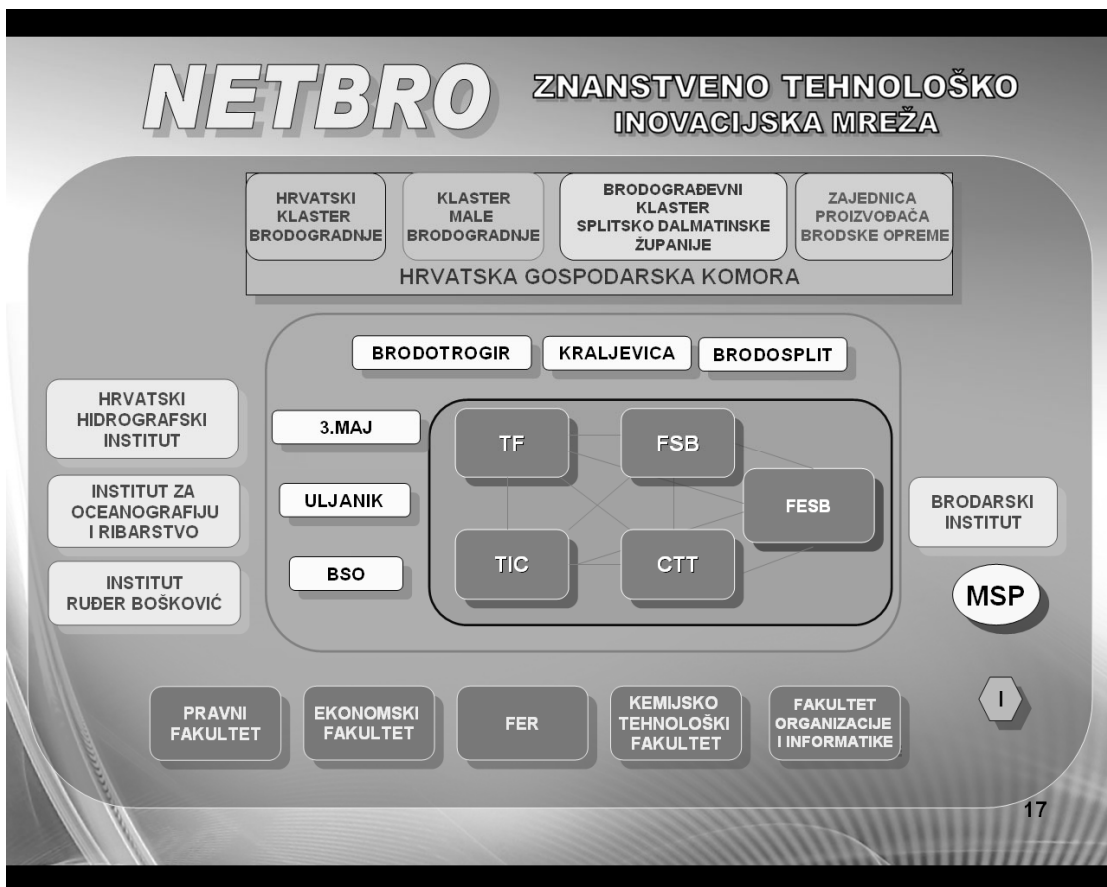 NETBRO
ZNANSTVENO TEHNOLOŠKO
INOVACIJSKA MREŽA
HRVATSKI
KLASTER
BRODOGRADNJE
KLASTER
MALE
BRODOGRADNJE
BRODOGRAĐEVNI
KLASTER
SPLITSKO DALMATINSKE
ŽUPANIJE
ZAJEDNICA
PROIZVOĐAČA
BRODSKE OPREME
HRVATSKA GOSPODARSKA KOMORA
BRODOTROGIR
KRALJEVICA
BRODOSPLIT
HRVATSKI
HIDROGRAFSKI
INSTITUT
INSTITUT ZA
OCEANOGRAFIJU
I RIBARSTVO
INSTITUT
RUĐER BOŠKOVIĆ
3.MAJ
ULJANIK
BSO
TF
FSB
FESB
TIC
CTT
BRODARSKI
INSTITUT
MSP
I
PRAVNI
FAKULTET
EKONOMSKI
FAKULTET
FER
KEMIJSKO
TEHNOLOŠKI
FAKULTET
FAKULTET
ORGANIZACIJE
I INFORMATIKE
17